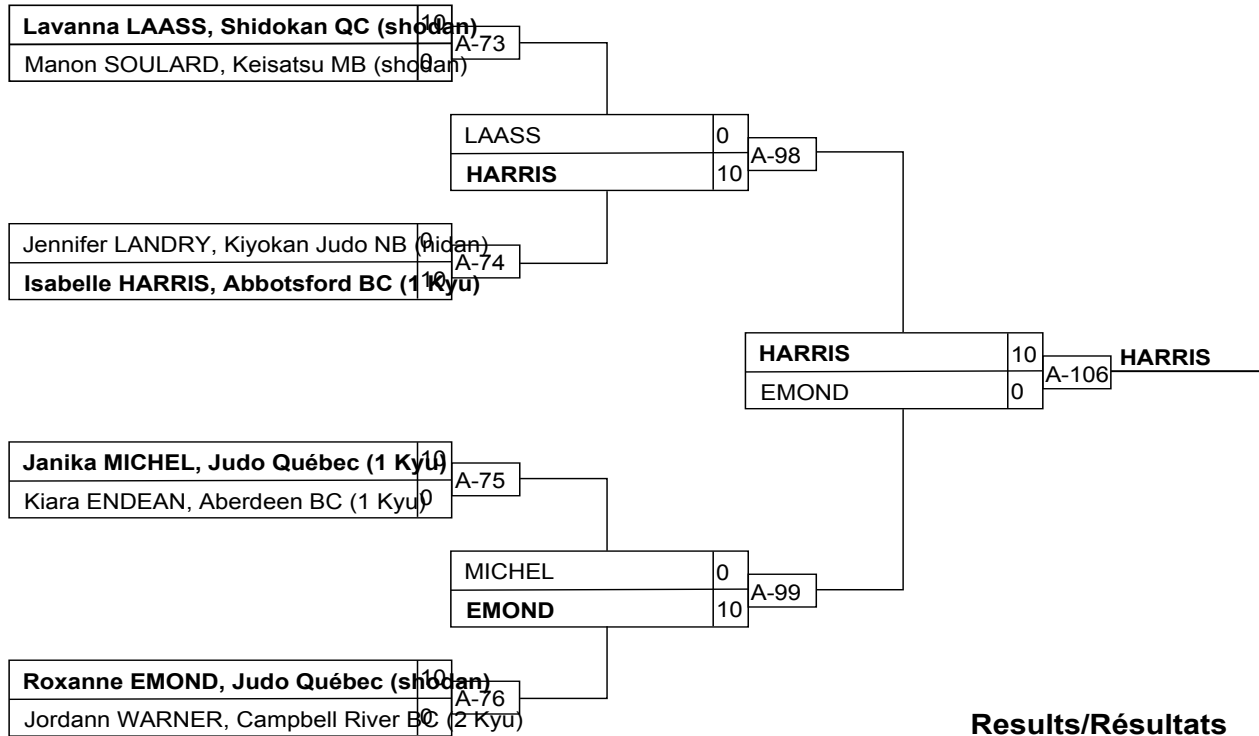 Lavanna LAASS, Shidokan QC (shodan) 10
A-73
Manon SOULARD, Keisatsu MB (shodan) 0
LAASS 0
A-98
HARRIS 10
Jennifer LANDRY, Kiyokan Judo NB (nidan) 0
A-74
Isabelle HARRIS, Abbotsford BC (1 Kyu) 10
HARRIS 10
A-106 HARRIS
EMOND 0
Janika MICHEL, Judo Québec (1 Kyu) 10
A-75
Kiara ENDEAN, Aberdeen BC (1 Kyu) 0
MICHEL 0
A-99
EMOND 10
Roxanne EMOND, Judo Québec (shodan) 10
A-76
Jordann WARNER, Campbell River BC (2 Kyu) 0
Results/Résultats